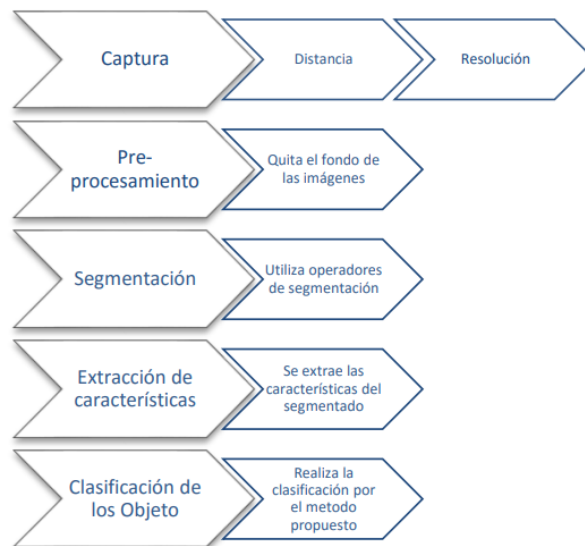 Captura
Distancia
Resolución
Pre-
procesamiento
Quita el fondo de
las imágenes
Segmentación
Utiliza operadores
de segmentación
Extracción de
características
Se extrae las
características del
segmentado
Clasificación de
los Objeto
Realiza la
clasificación por
el metodo
propuesto